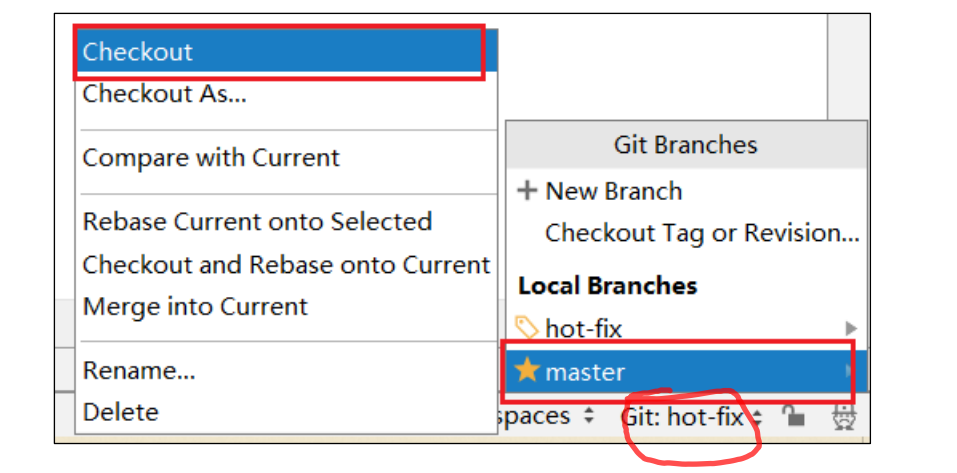 Checkout
Checkout As...
Compare with Current
Rebase Current onto Selected
Checkout and Rebase onto Current
Merge into Current
Rename...
Delete
Git Branches
New Branch
Checkout Tag or Revision...
Local Branches
hot-fix
master
spaces Git: hot-fix